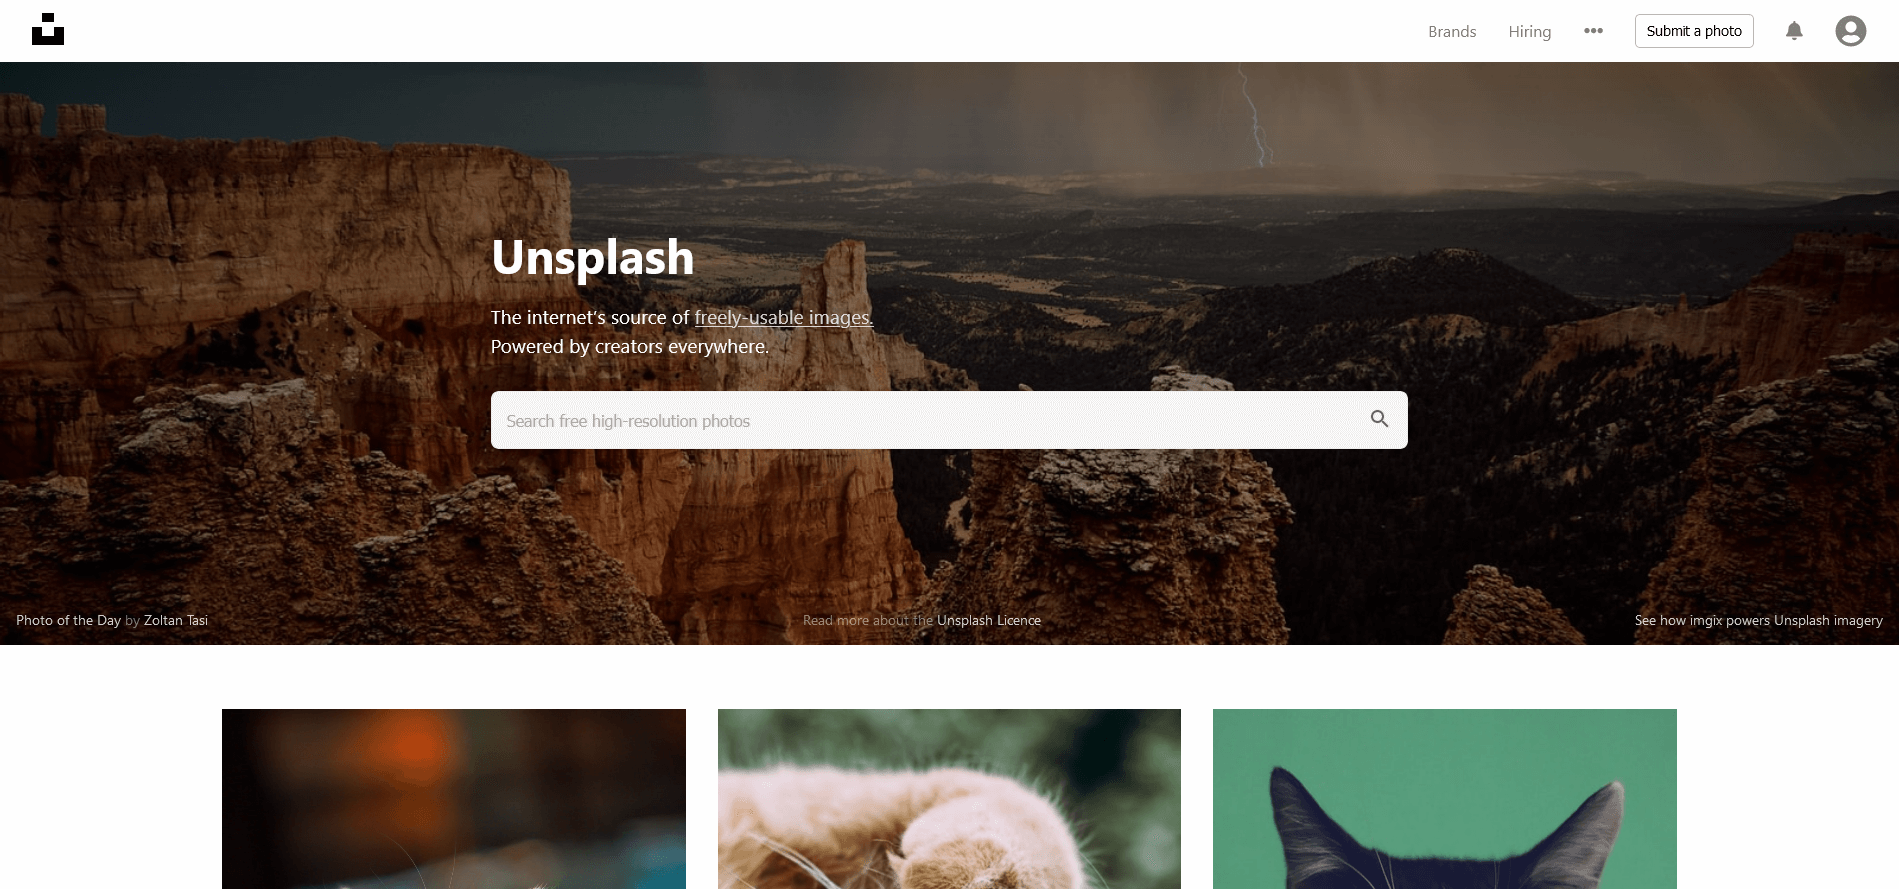 Brands
Hiring
Submit a photo
Unsplash
The internet's source of freely-usable images.
Powered by creators everywhere.
Search free high-resolution photos
Photo of the Day by Zoltan Tasi
Read more about the Unsplash Licence
See how imgix powers Unsplash imagery